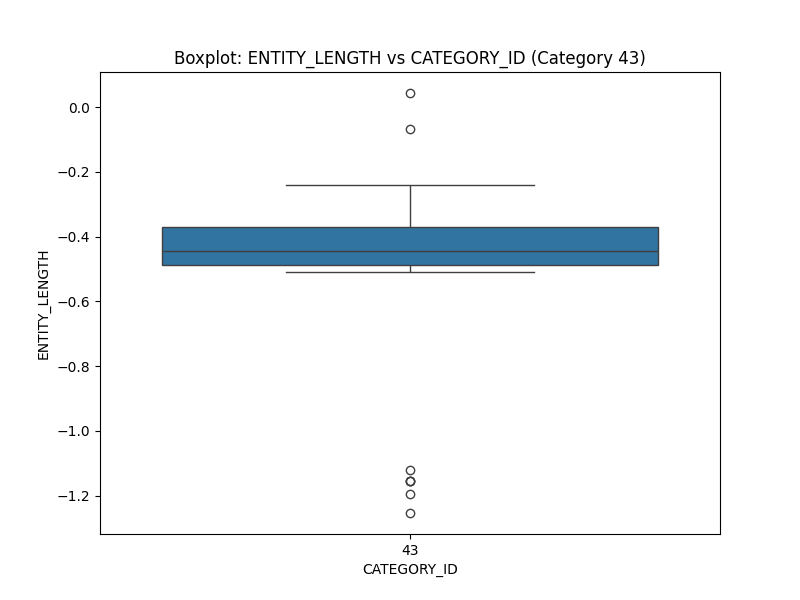 Boxplot: ENTITY_LENGTH vs CATEGORY_ID (Category 43)
0.0
−0.2
−0.4
−0.6
−0.8
−1.0
−1.2
ENTITY_LENGTH
43
CATEGORY_ID